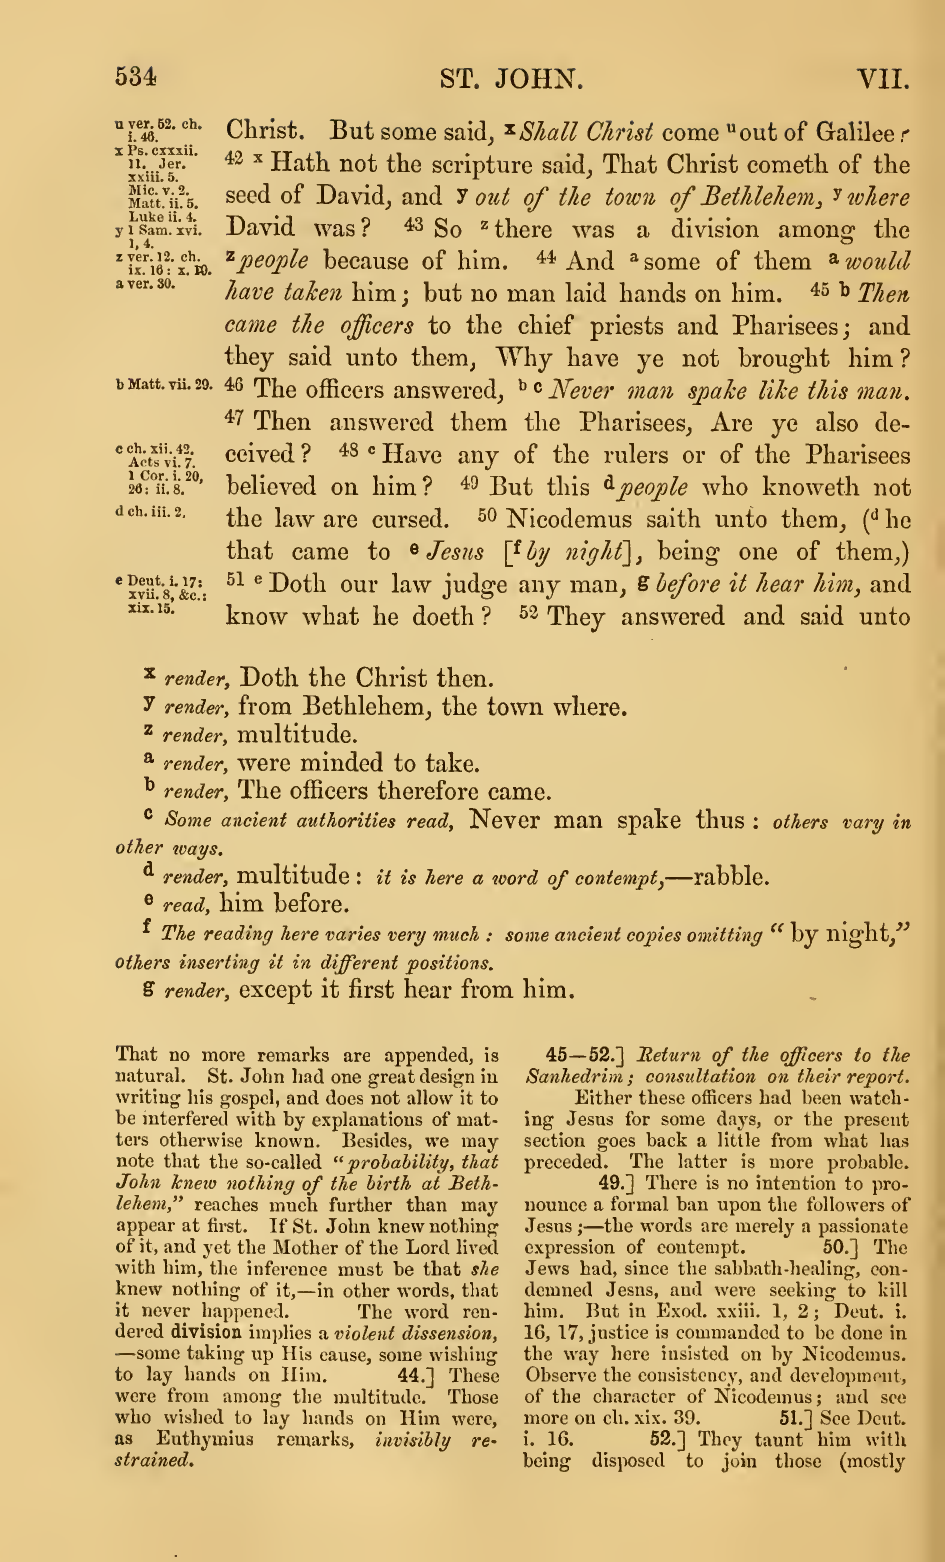 534 ST. JOHN. VII.
u ver. 52. ch.
i. 46.
x Ps. cxxxii.
11. Jer.
xxiii. 5.
Mic. v. 2.
Matt. ii. 5.
Luke ii. 4.
y 1 Sam. xvi.
1, 4.
z ver. 12. ch.
ix. 16: x. 19.
a ver. 30.
b Matt. vii. 29.
c ch. xii. 42.
Acts vi. 7.
1 Cor. i. 20,
26: ii. 8.
d ch. iii. 2.
e Deut. i. 17:
xvii. 8, &c.:
xix. 15.
Christ. But some said, x Shall Christ come u out of Galilee?
42 x Hath not the scripture said, That Christ cometh of the
seed of David, and y out of the town of Bethlehem, y where
David was? 43 So z there was a division among the
z people because of him. 44 And a some of them a would
have taken him; but no man laid hands on him. 45 b Then
came the officers to the chief priests and Pharisees; and
they said unto them, Why have ye not brought him?
46 The officers answered, b c Never man spake like this man.
47 Then answered them the Pharisees, Are ye also de-
ceived? 48 c Have any of the rulers or of the Pharisees
believed on him? 49 But this d people who knoweth not
the law are cursed. 50 Nicodemus saith unto them, (d he
that came to e Jesus [f by night], being one of them,)
51 e Doth our law judge any man, g before it hear him, and
know what he doeth? 52 They answered and said unto
x render, Doth the Christ then.
y render, from Bethlehem, the town where.
z render, multitude.
a render, were minded to take.
b render, The officers therefore came.
c Some ancient authorities read, Never man spake thus: others vary in
other ways.
d render, multitude: it is here a word of contempt,—rabble.
e read, him before.
f The reading here varies very much: some ancient copies omitting “by night,”
others inserting it in different positions.
g render, except it first hear from him.
That no more remarks are appended, is
natural. St. John had one great design in
writing his gospel, and does not allow it to
be interfered with by explanations of mat-
ters otherwise known. Besides, we may
note that the so-called “probability, that
John knew nothing of the birth at Beth-
lehem,” reaches much further than may
appear at first. If St. John knew nothing
of it, and yet the Mother of the Lord lived
with him, the inference must be that she
knew nothing of it,—in other words, that
it never happened. The word ren-
dered division implies a violent dissension,
—some taking up His cause, some wishing
to lay hands on Him. 44.] These
were from among the multitude. Those
who wished to lay hands on Him were,
as Euthymius remarks, invisibly re-
strained.
45—52.] Return of the officers to the
Sanhedrim; consultation on their report.
Either these officers had been watch-
ing Jesus for some days, or the present
section goes back a little from what has
preceded. The latter is more probable.
49.] There is no intention to pro-
nounce a formal ban upon the followers of
Jesus;—the words are merely a passionate
expression of contempt. 50.] The
Jews had, since the sabbath-healing, con-
demned Jesus, and were seeking to kill
him. But in Exod. xxiii. 1, 2; Deut. i.
16, 17, justice is commanded to be done in
the way here insisted on by Nicodemus.
Observe the consistency, and development,
of the character of Nicodemus; and see
more on ch. xix. 39. 51.] See Deut.
i. 16. 52.] They taunt him with
being disposed to join those (mostly